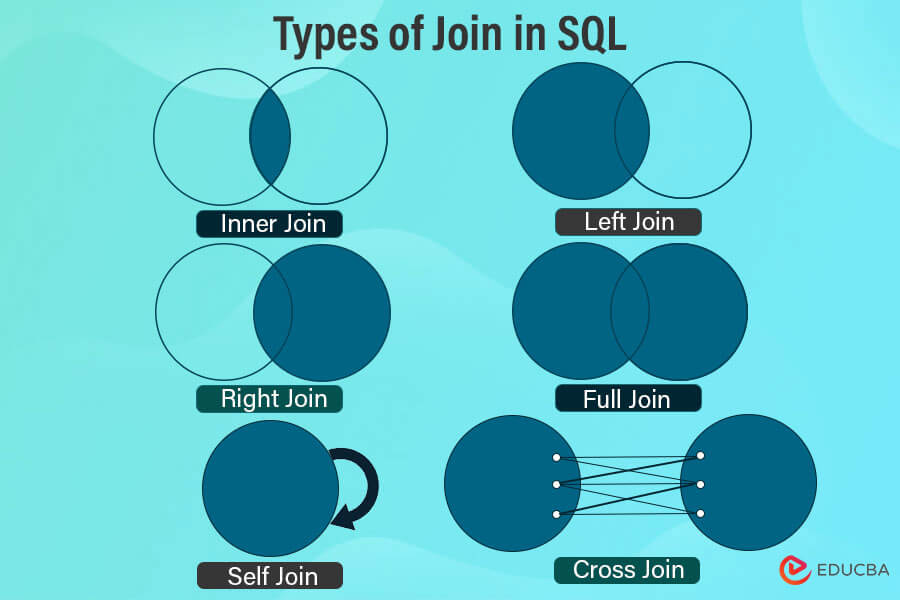 Types of Join in SQL
Inner Join
Left Join
Right Join
Full Join
Self Join
Cross Join
EDUCBA